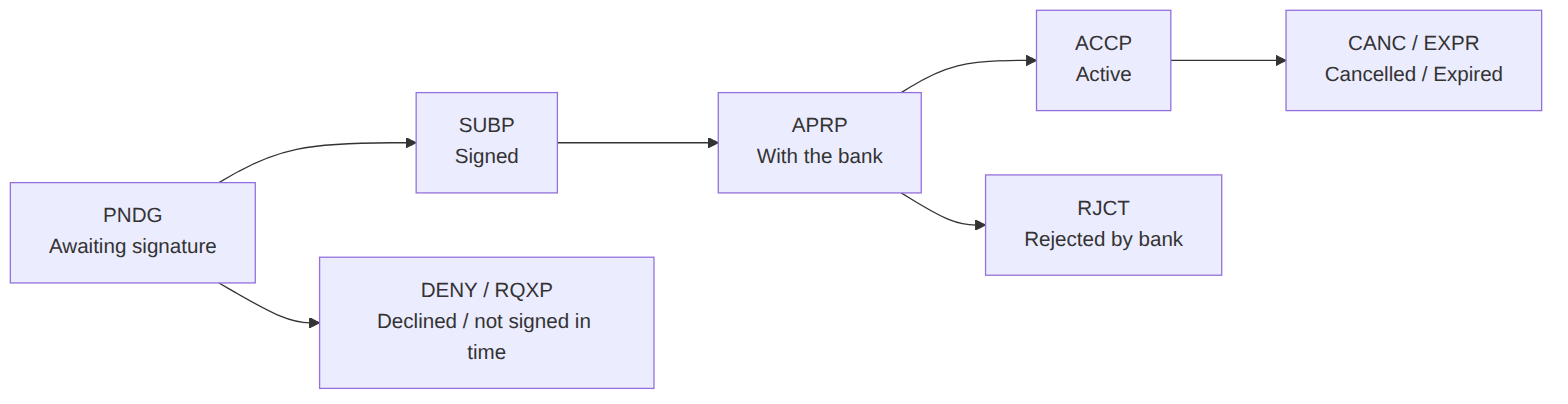 PNDG
Awaiting signature
SUBP
Signed
DENY / RQXP
Declined / not signed in
time
APRP
With the bank
ACCP
Active
RJCT
Rejected by bank
CANC / EXPR
Cancelled / Expired